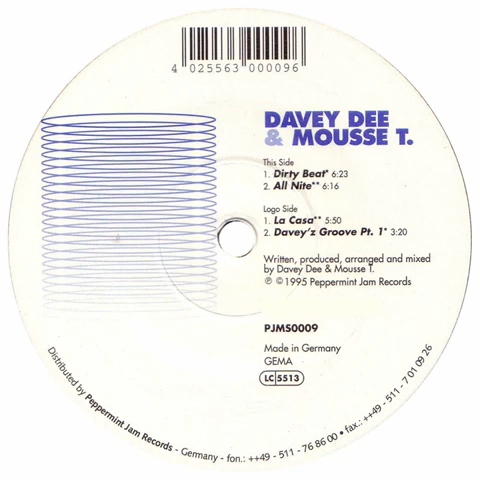 4 025563 000096
DAVEY DEE
& MOUSSE T.
This Side
1. Dirty Beat* 6:23
2. All Nite** 6:16
Logo Side
1. La Casa** 5:50
2. Davey'z Groove Pt. 1* 3:20
Written, produced, arranged and mixed
by Davey Dee & Mousse T.
℗ ©1995 Peppermint Jam Records
PJMS0009
Made in Germany
GEMA
LC 5513
Distributed by Peppermint Jam Records - Germany - fon.: ++49 - 511 - 76 86 00 • fax.: ++49 - 511 - 7 01 09 26